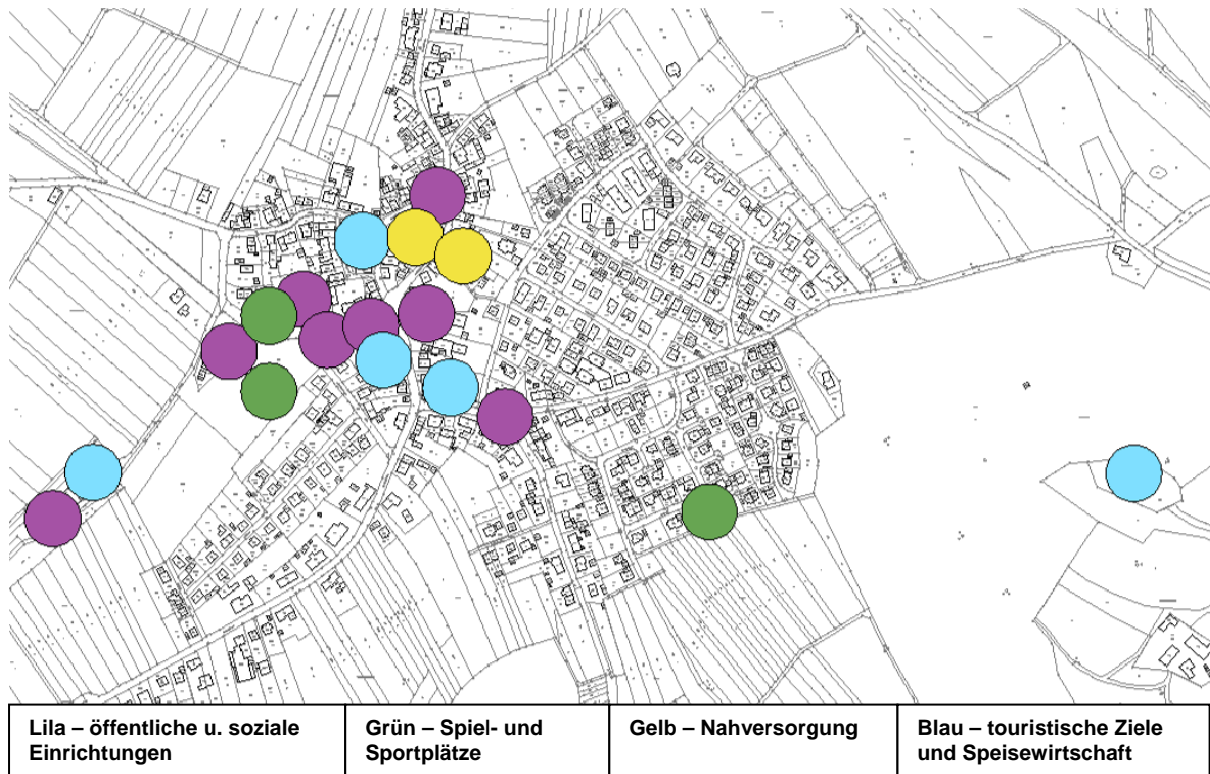 Lila – öffentliche u. soziale
Einrichtungen
Grün – Spiel- und
Sportplätze
Gelb – Nahversorgung
Blau – touristische Ziele
und Speisewirtschaft